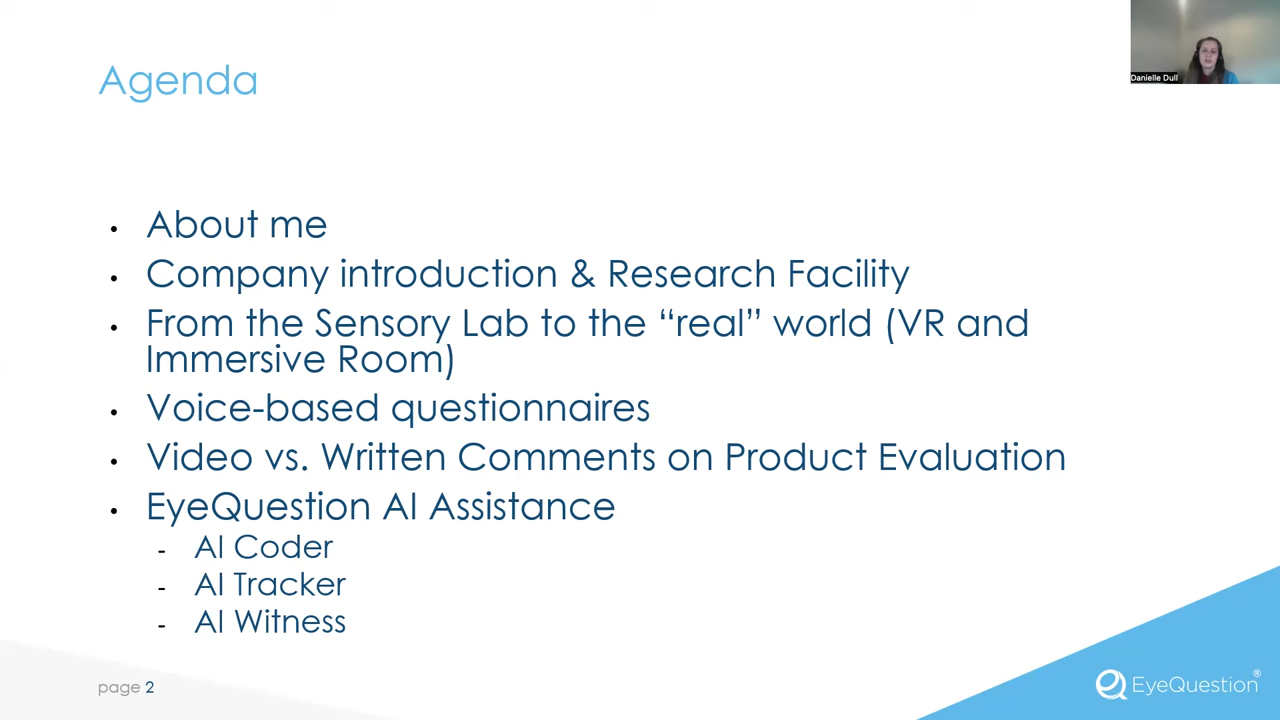 Danielle Dull
Agenda
• About me
• Company introduction & Research Facility
• From the Sensory Lab to the “real” world (VR and
Immersive Room)
• Voice-based questionnaires
• Video vs. Written Comments on Product Evaluation
• EyeQuestion AI Assistance
- AI Coder
- AI Tracker
- AI Witness
page 2
EyeQuestion®